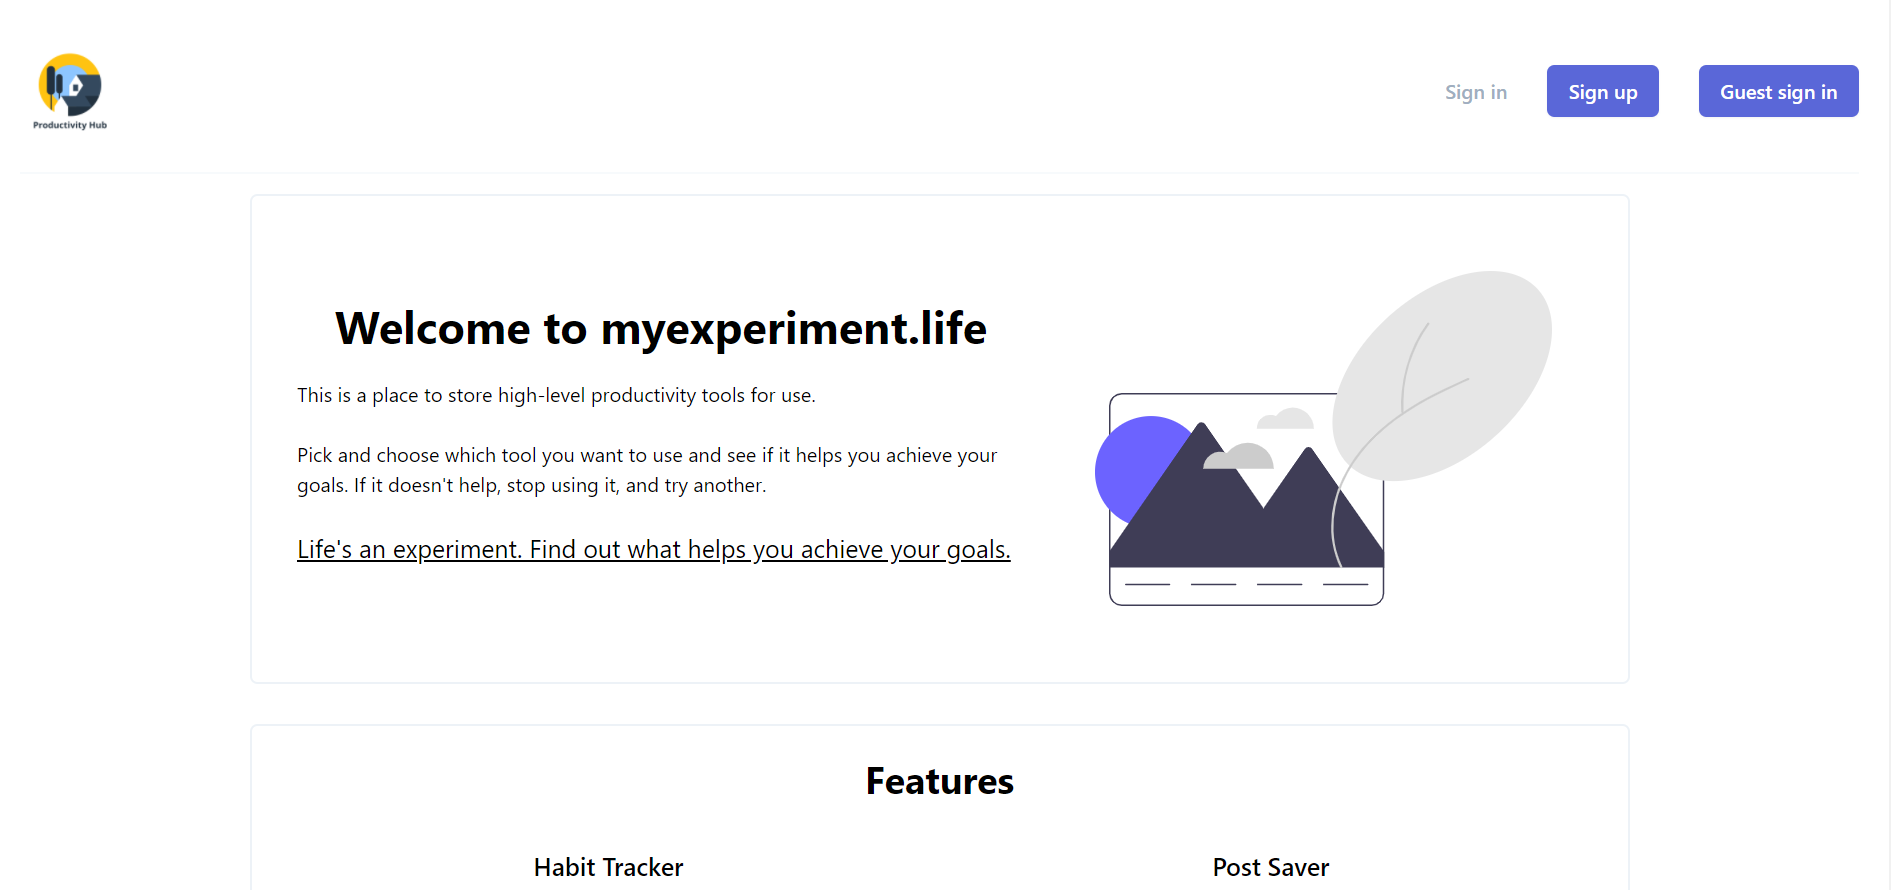 Productivity Hub
Sign in
Sign up
Guest sign in
Welcome to myexperiment.life
This is a place to store high-level productivity tools for use.
Pick and choose which tool you want to use and see if it helps you achieve your
goals. If it doesn't help, stop using it, and try another.
Life's an experiment. Find out what helps you achieve your goals.
Features
Habit Tracker
Post Saver